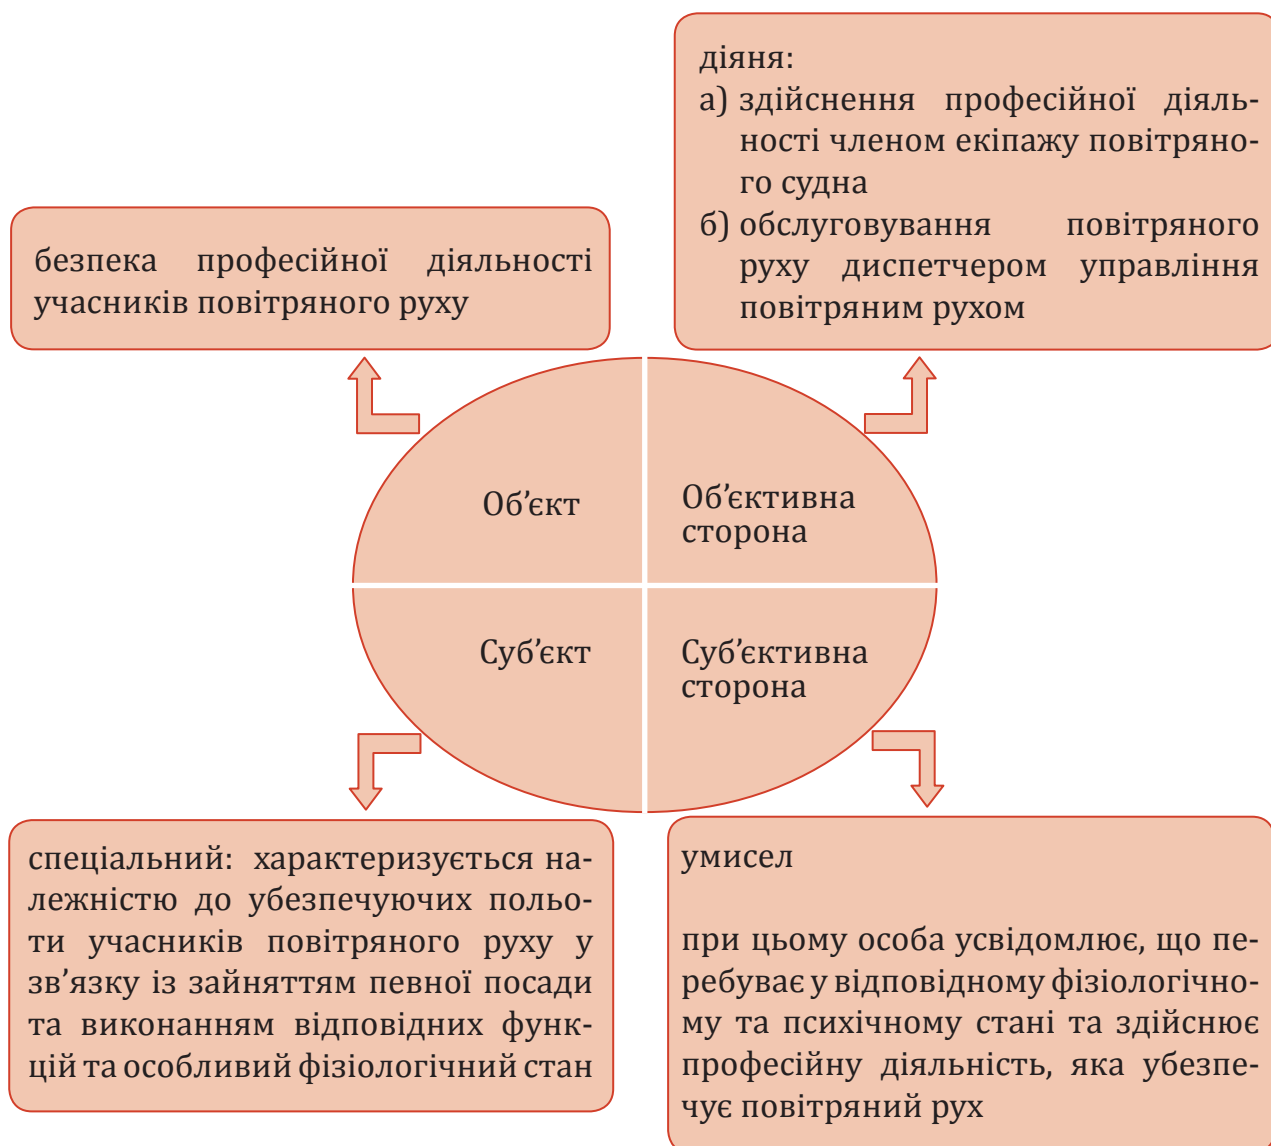 діяня:
а) здійснення професійної діяль-
ності членом екіпажу повітряно-
го судна
б) обслуговування повітряного
руху диспетчером управління
повітряним рухом
безпека професійної діяльності
учасників повітряного руху
Об’єкт
Об’єктивна
сторона
Суб’єкт
Суб’єктивна
сторона
спеціальний: характеризується на-
лежністю до убезпечуючих польо-
ти учасників повітряного руху у
зв’язку із зайняттям певної посади
та виконанням відповідних функ-
цій та особливий фізіологічний стан
умисел
при цьому особа усвідомлює, що пе-
ребуває у відповідному фізіологічно-
му та психічному стані та здійснює
професійну діяльність, яка убезпе-
чує повітряний рух